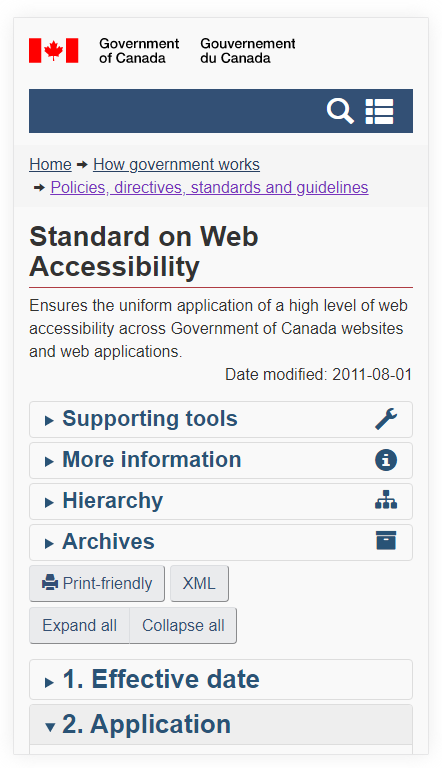 Government of Canada
Gouvernement du Canada
Home → How government works
→ Policies, directives, standards and guidelines
Standard on Web
Accessibility
Ensures the uniform application of a high level of web
accessibility across Government of Canada websites
and web applications.
Date modified: 2011-08-01
Supporting tools
More information
Hierarchy
Archives
Print-friendly XML
Expand all Collapse all
1. Effective date
2. Application